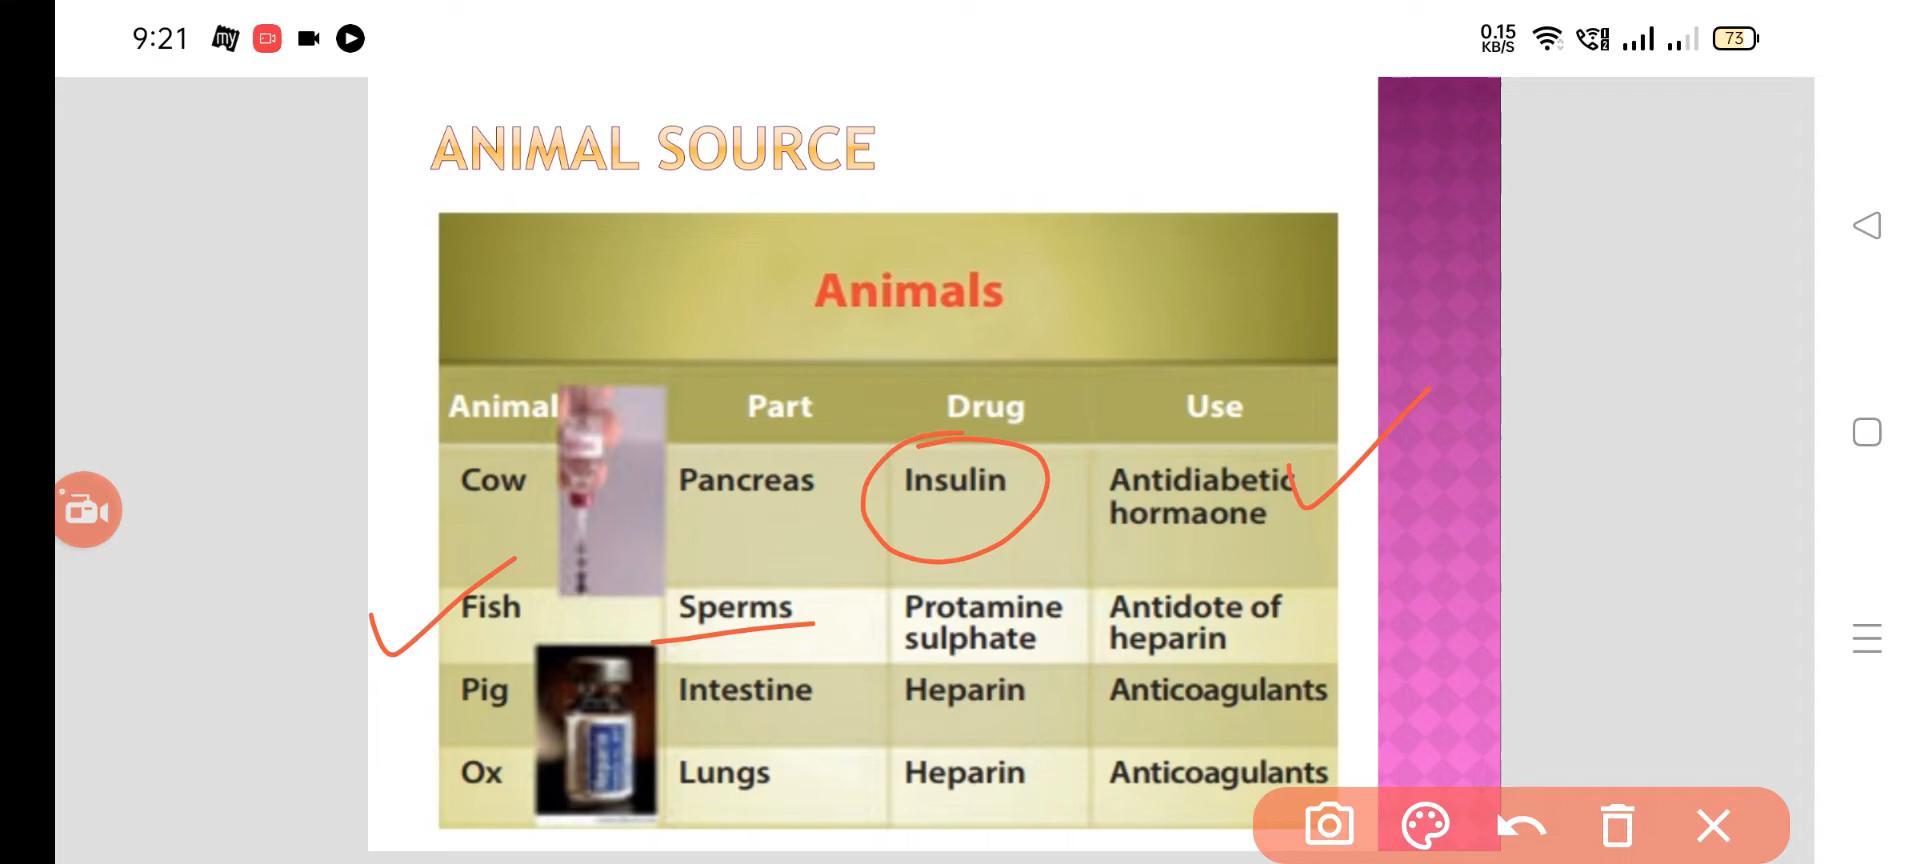 9:21 my 0.15 KB/S 73
ANIMAL SOURCE
Animals
Animal Part Drug Use
Cow Pancreas Insulin Antidiabetic
hormaone
Fish Sperms Protamine Antidote of
sulphate heparin
Pig Intestine Heparin Anticoagulants
Ox Lungs Heparin Anticoagulants